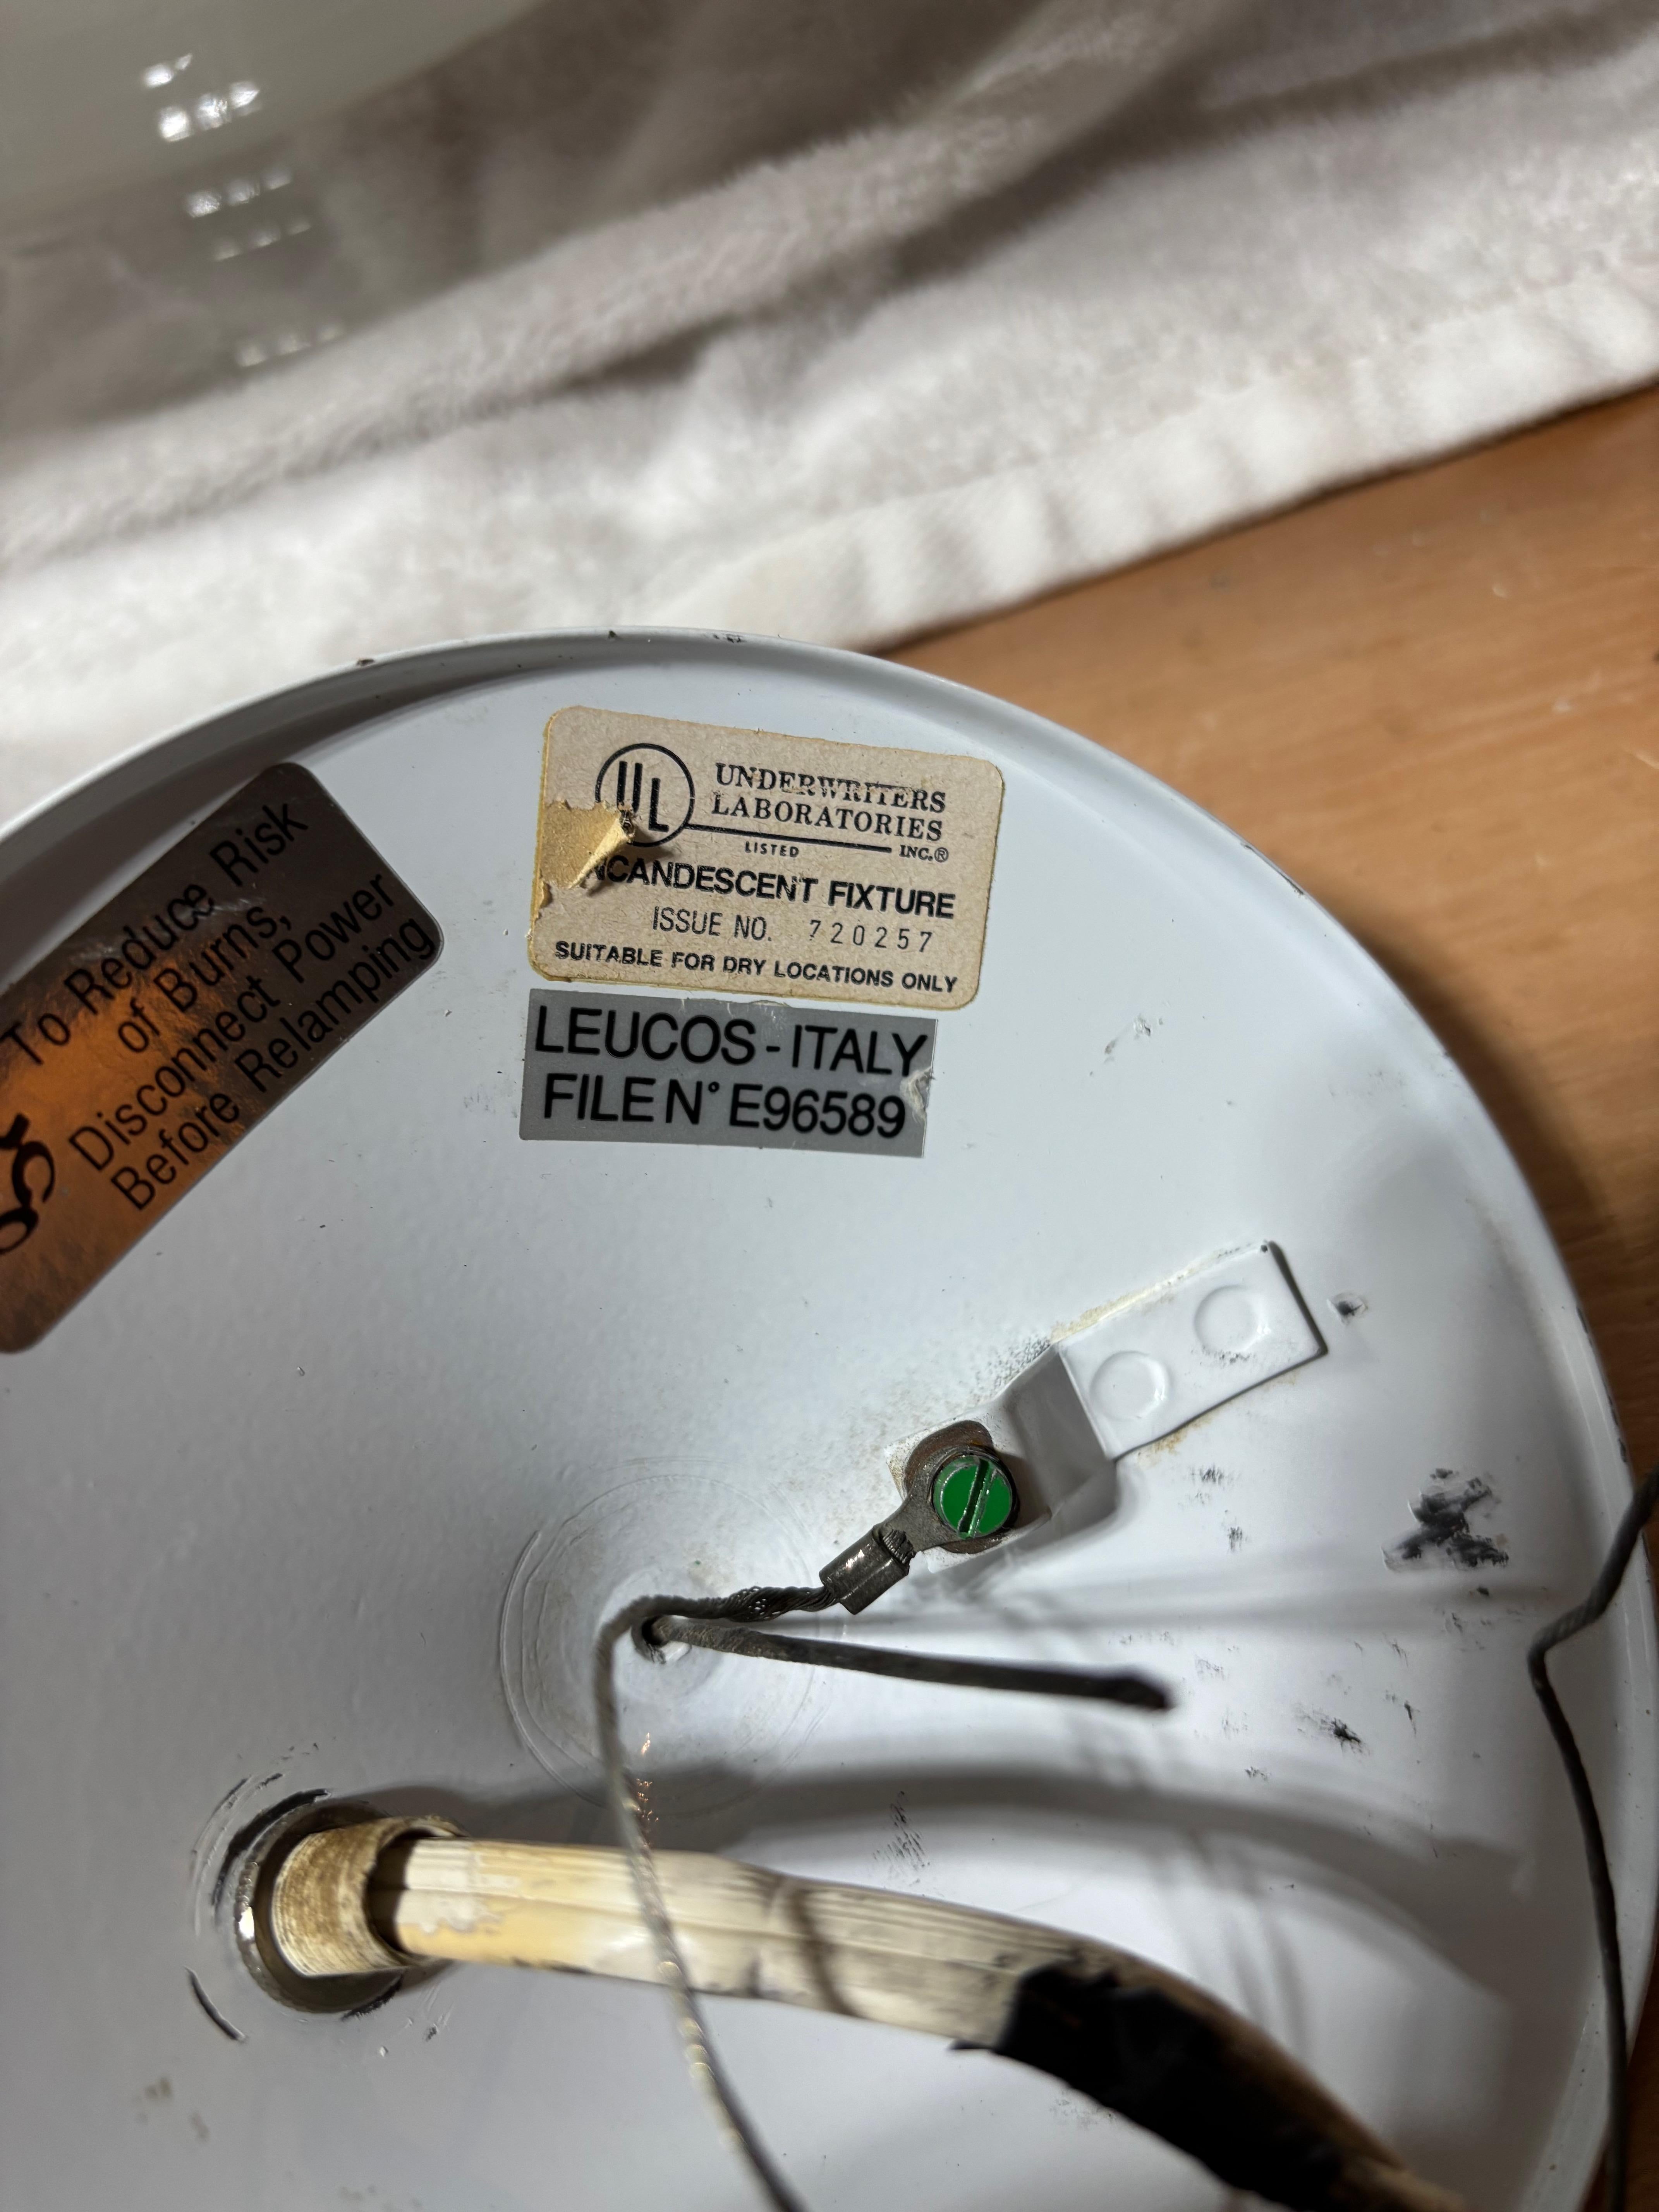 UL
UNDERWRITERS
LABORATORIES
LISTED INC.®
INCANDESCENT FIXTURE
ISSUE NO. 720257
SUITABLE FOR DRY LOCATIONS ONLY
LEUCOS - ITALY
FILE N° E96589
To Reduce Risk
of Burns,
Disconnect Power
Before Relamping